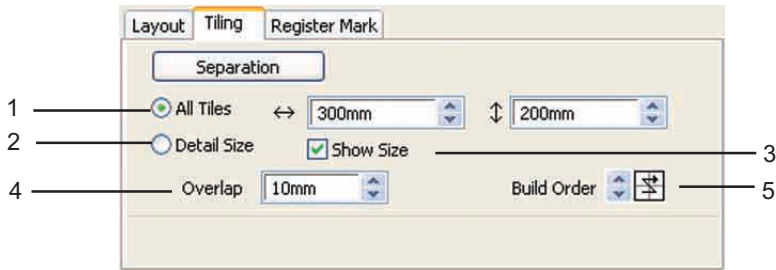 Layout Tiling Register Mark
Separation
1 All Tiles 300mm 200mm
2 Detail Size Show Size 3
4 Overlap 10mm Build Order 5